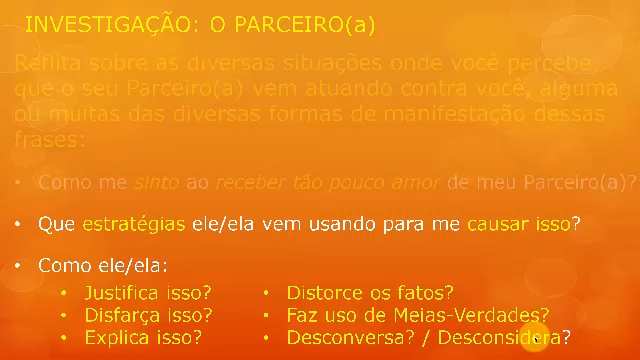 INVESTIGAÇÃO: O PARCEIRO(a)
Reflita sobre as diversas situações onde você percebe
que o seu Parceiro(a) vem atuando contra você, alguma
ou muitas das diversas formas de manifestação dessas
frases:
• Como me sinto ao receber tão pouco amor de meu Parceiro(a)?
• Que estratégias ele/ela vem usando para me causar isso?
• Como ele/ela:
• Justifica isso?
• Disfarça isso?
• Explica isso?
• Distorce os fatos?
• Faz uso de Meias-Verdades?
• Desconversa? / Desconsidera?